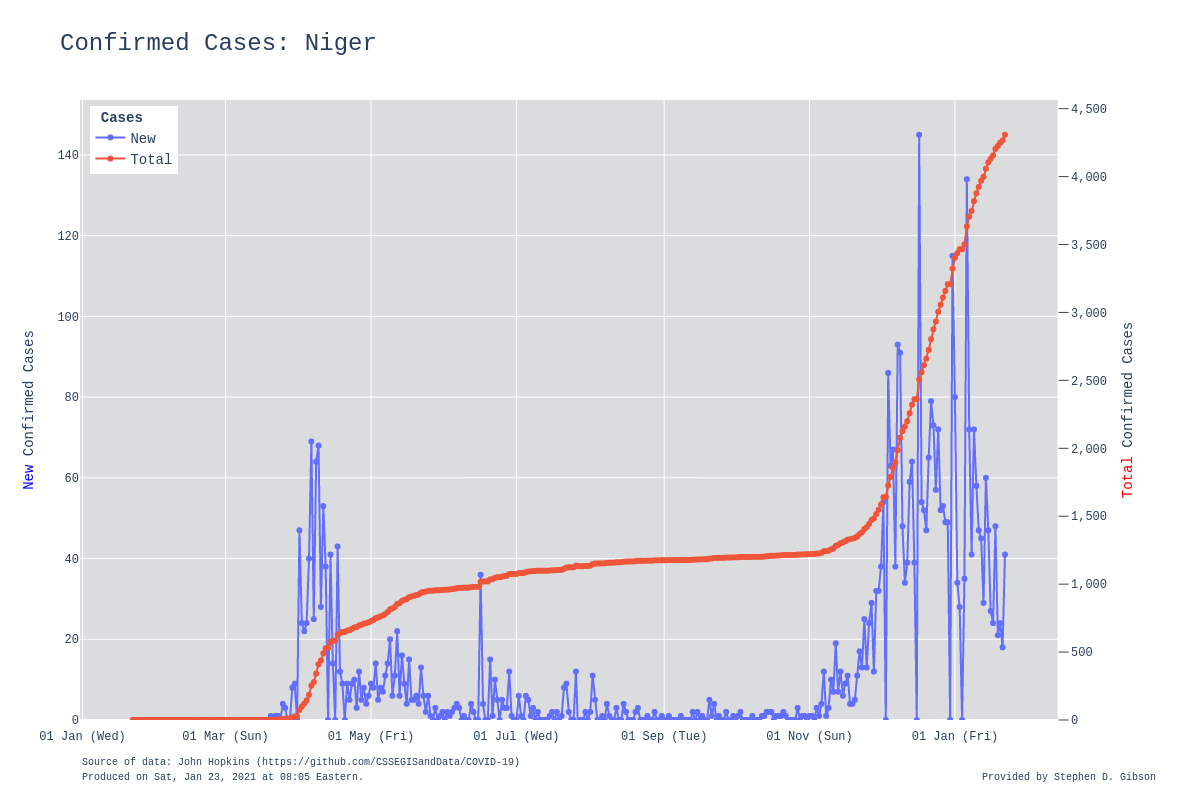 Confirmed Cases: Niger
Cases
New
Total
140
120
100
80
60
40
20
0
4,500
4,000
3,500
3,000
2,500
2,000
1,500
1,000
500
0
New Confirmed Cases
Total Confirmed Cases
01 Jan (Wed) 01 Mar (Sun) 01 May (Fri) 01 Jul (Wed) 01 Sep (Tue) 01 Nov (Sun) 01 Jan (Fri)
Source of data: John Hopkins (https://github.com/CSSEGISandData/COVID-19)
Produced on Sat, Jan 23, 2021 at 08:05 Eastern.
Provided by Stephen D. Gibson